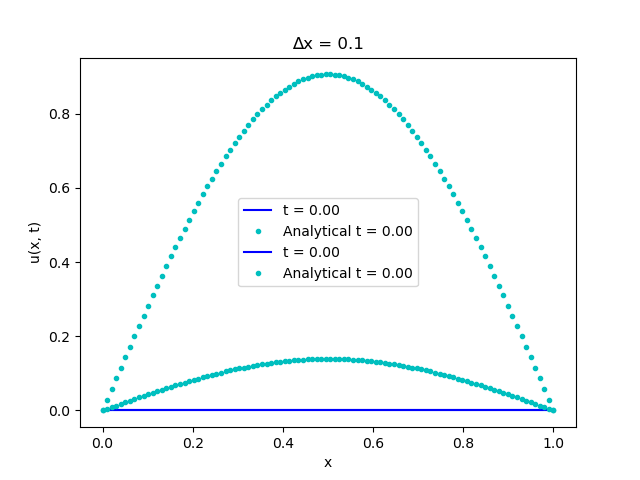 Δx = 0.1
u(x, t)
0.8
0.6
0.4
0.2
0.0
t = 0.00
Analytical t = 0.00
t = 0.00
Analytical t = 0.00
0.0 0.2 0.4 0.6 0.8 1.0
x